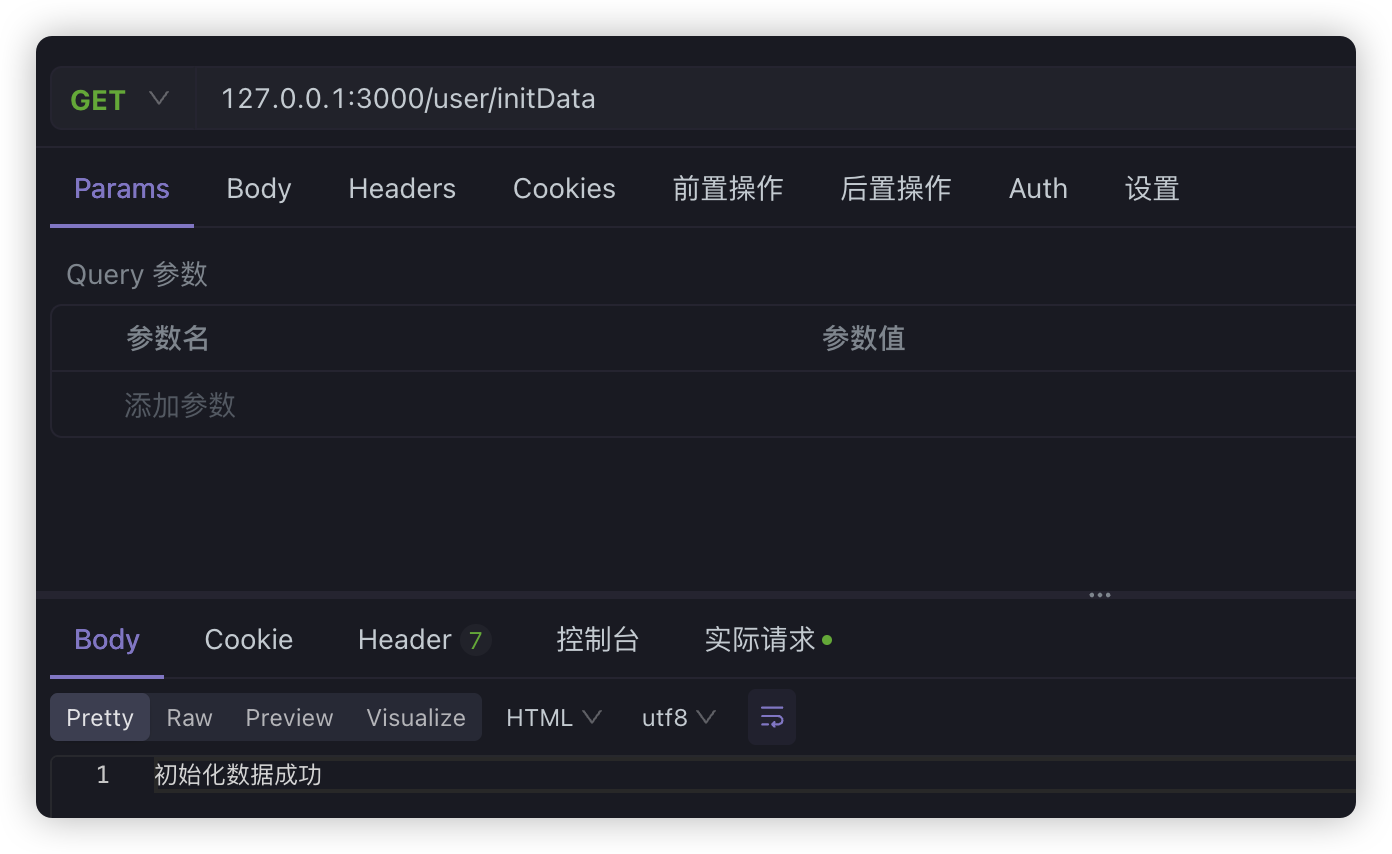 GET 127.0.0.1:3000/user/initData
Params Body Headers Cookies 前置操作 后置操作 Auth 设置
Query 参数
参数名 参数值
添加参数
Body Cookie Header 7 控制台 实际请求
Pretty Raw Preview Visualize HTML utf8
1 初始化数据成功